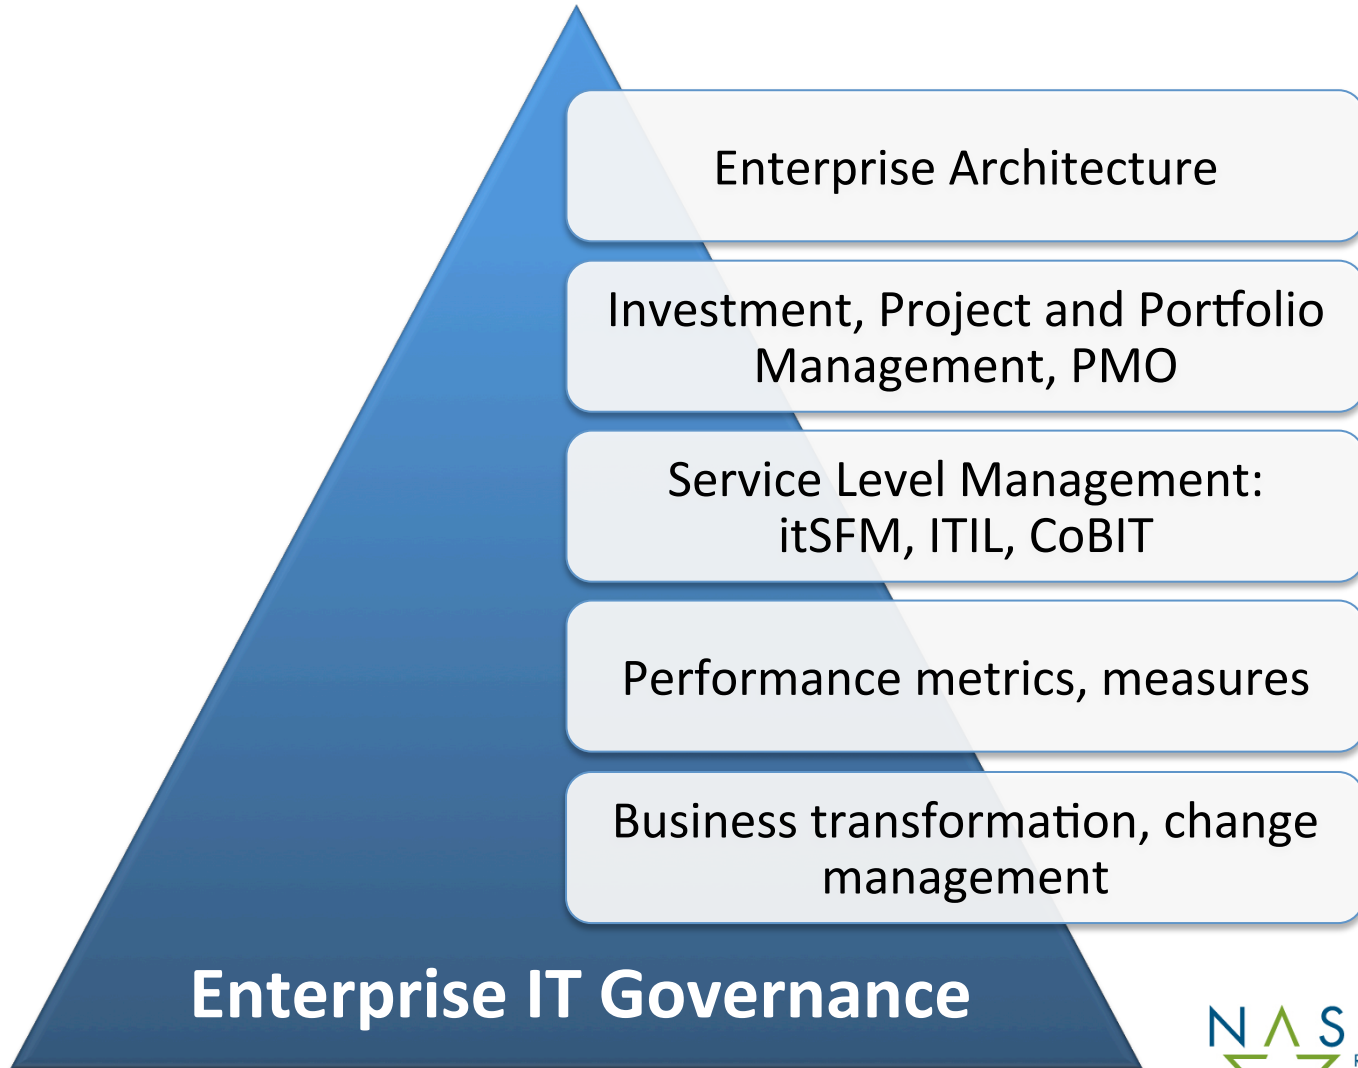 Enterprise Architecture
Investment, Project and Portfolio
Management, PMO
Service Level Management:
itSFM, ITIL, CoBIT
Performance metrics, measures
Business transformation, change
management
Enterprise IT Governance
NAS